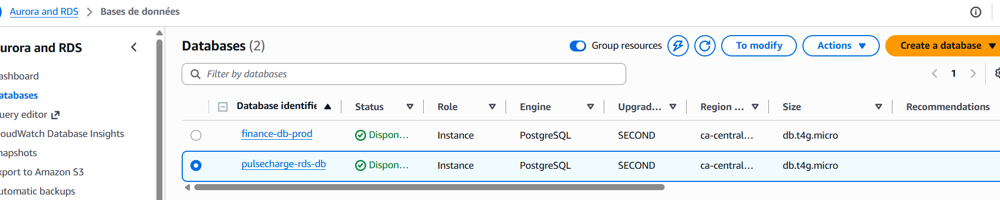 Aurora and RDS > Bases de données
urora and RDS
Databases (2)
Group resources
To modify
Actions
Create a database
Filter by databases
1
ashboard
atabases
uery editor
loudWatch Database Insights
napshots
xport to Amazon S3
utomatic backups
Database identifie Status Role Engine Upgrad... Region ... Size Recommendations
finance-db-prod Dispon... Instance PostgreSQL SECOND ca-central... db.t4g.micro
pulsecharge-rds-db Dispon... Instance PostgreSQL SECOND ca-central... db.t4g.micro